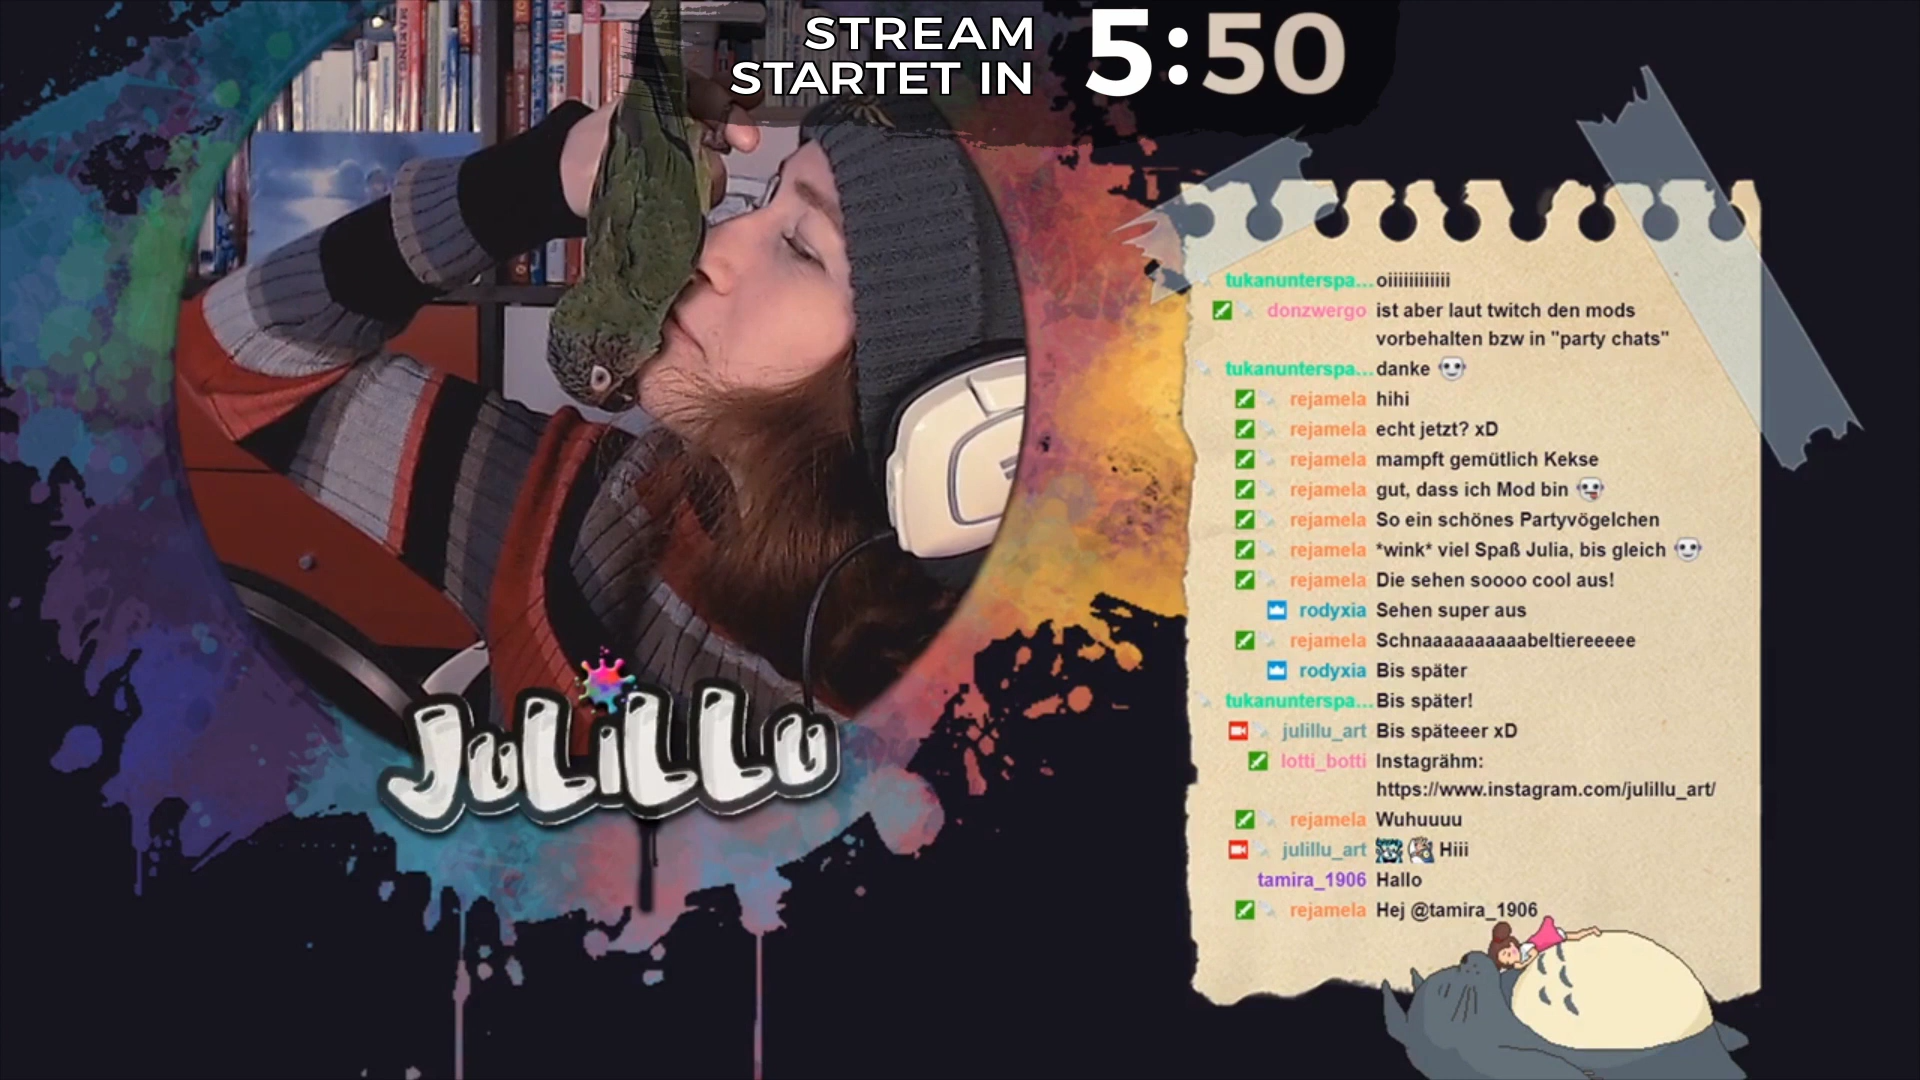 STREAM
STARTET IN
5:50
tukanunterspa... oiiiiiiiiiiiii
donzwergo ist aber laut twitch den mods
vorbehalten bzw in "party chats"
tukanunterspa... danke
rejamela hihi
rejamela echt jetzt? xD
rejamela mampft gemütlich Kekse
rejamela gut, dass ich Mod bin
rejamela So ein schönes Partyvögelchen
rejamela *wink* viel Spaß Julia, bis gleich
rejamela Die sehen soooo cool aus!
rodyxia Sehen super aus
rejamela Schnaaaaaaaaaabeltiereeeee
rodyxia Bis später
tukanunterspa... Bis später!
julillu_art Bis späteeer xD
lotti_botti Instagrähm:
https://www.instagram.com/julillu_art/
rejamela Wuhuuuu
julillu_art Hiii
tamira_1906 Hallo
rejamela Hej @tamira_1906
JuLiLLu